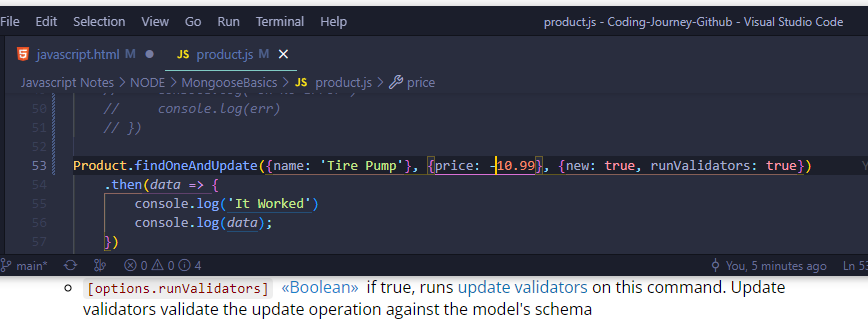 File Edit Selection View Go Run Terminal Help product.js - Coding-Journey-Github - Visual Studio Code
javascript.html M ● JS product.js M ×
Javascript Notes > NODE > MongooseBasics > JS product.js > price
50 // console.log(err)
51 // })
52
53 Product.findOneAndUpdate({name: 'Tire Pump'}, {price: -10.99}, {new: true, runValidators: true})
54 .then(data => {
55 console.log('It Worked')
56 console.log(data);
57 })
main* 0 0 4 You, 5 minutes ago Ln 53
[options.runValidators] «Boolean» if true, runs update validators on this command. Update
validators validate the update operation against the model's schema